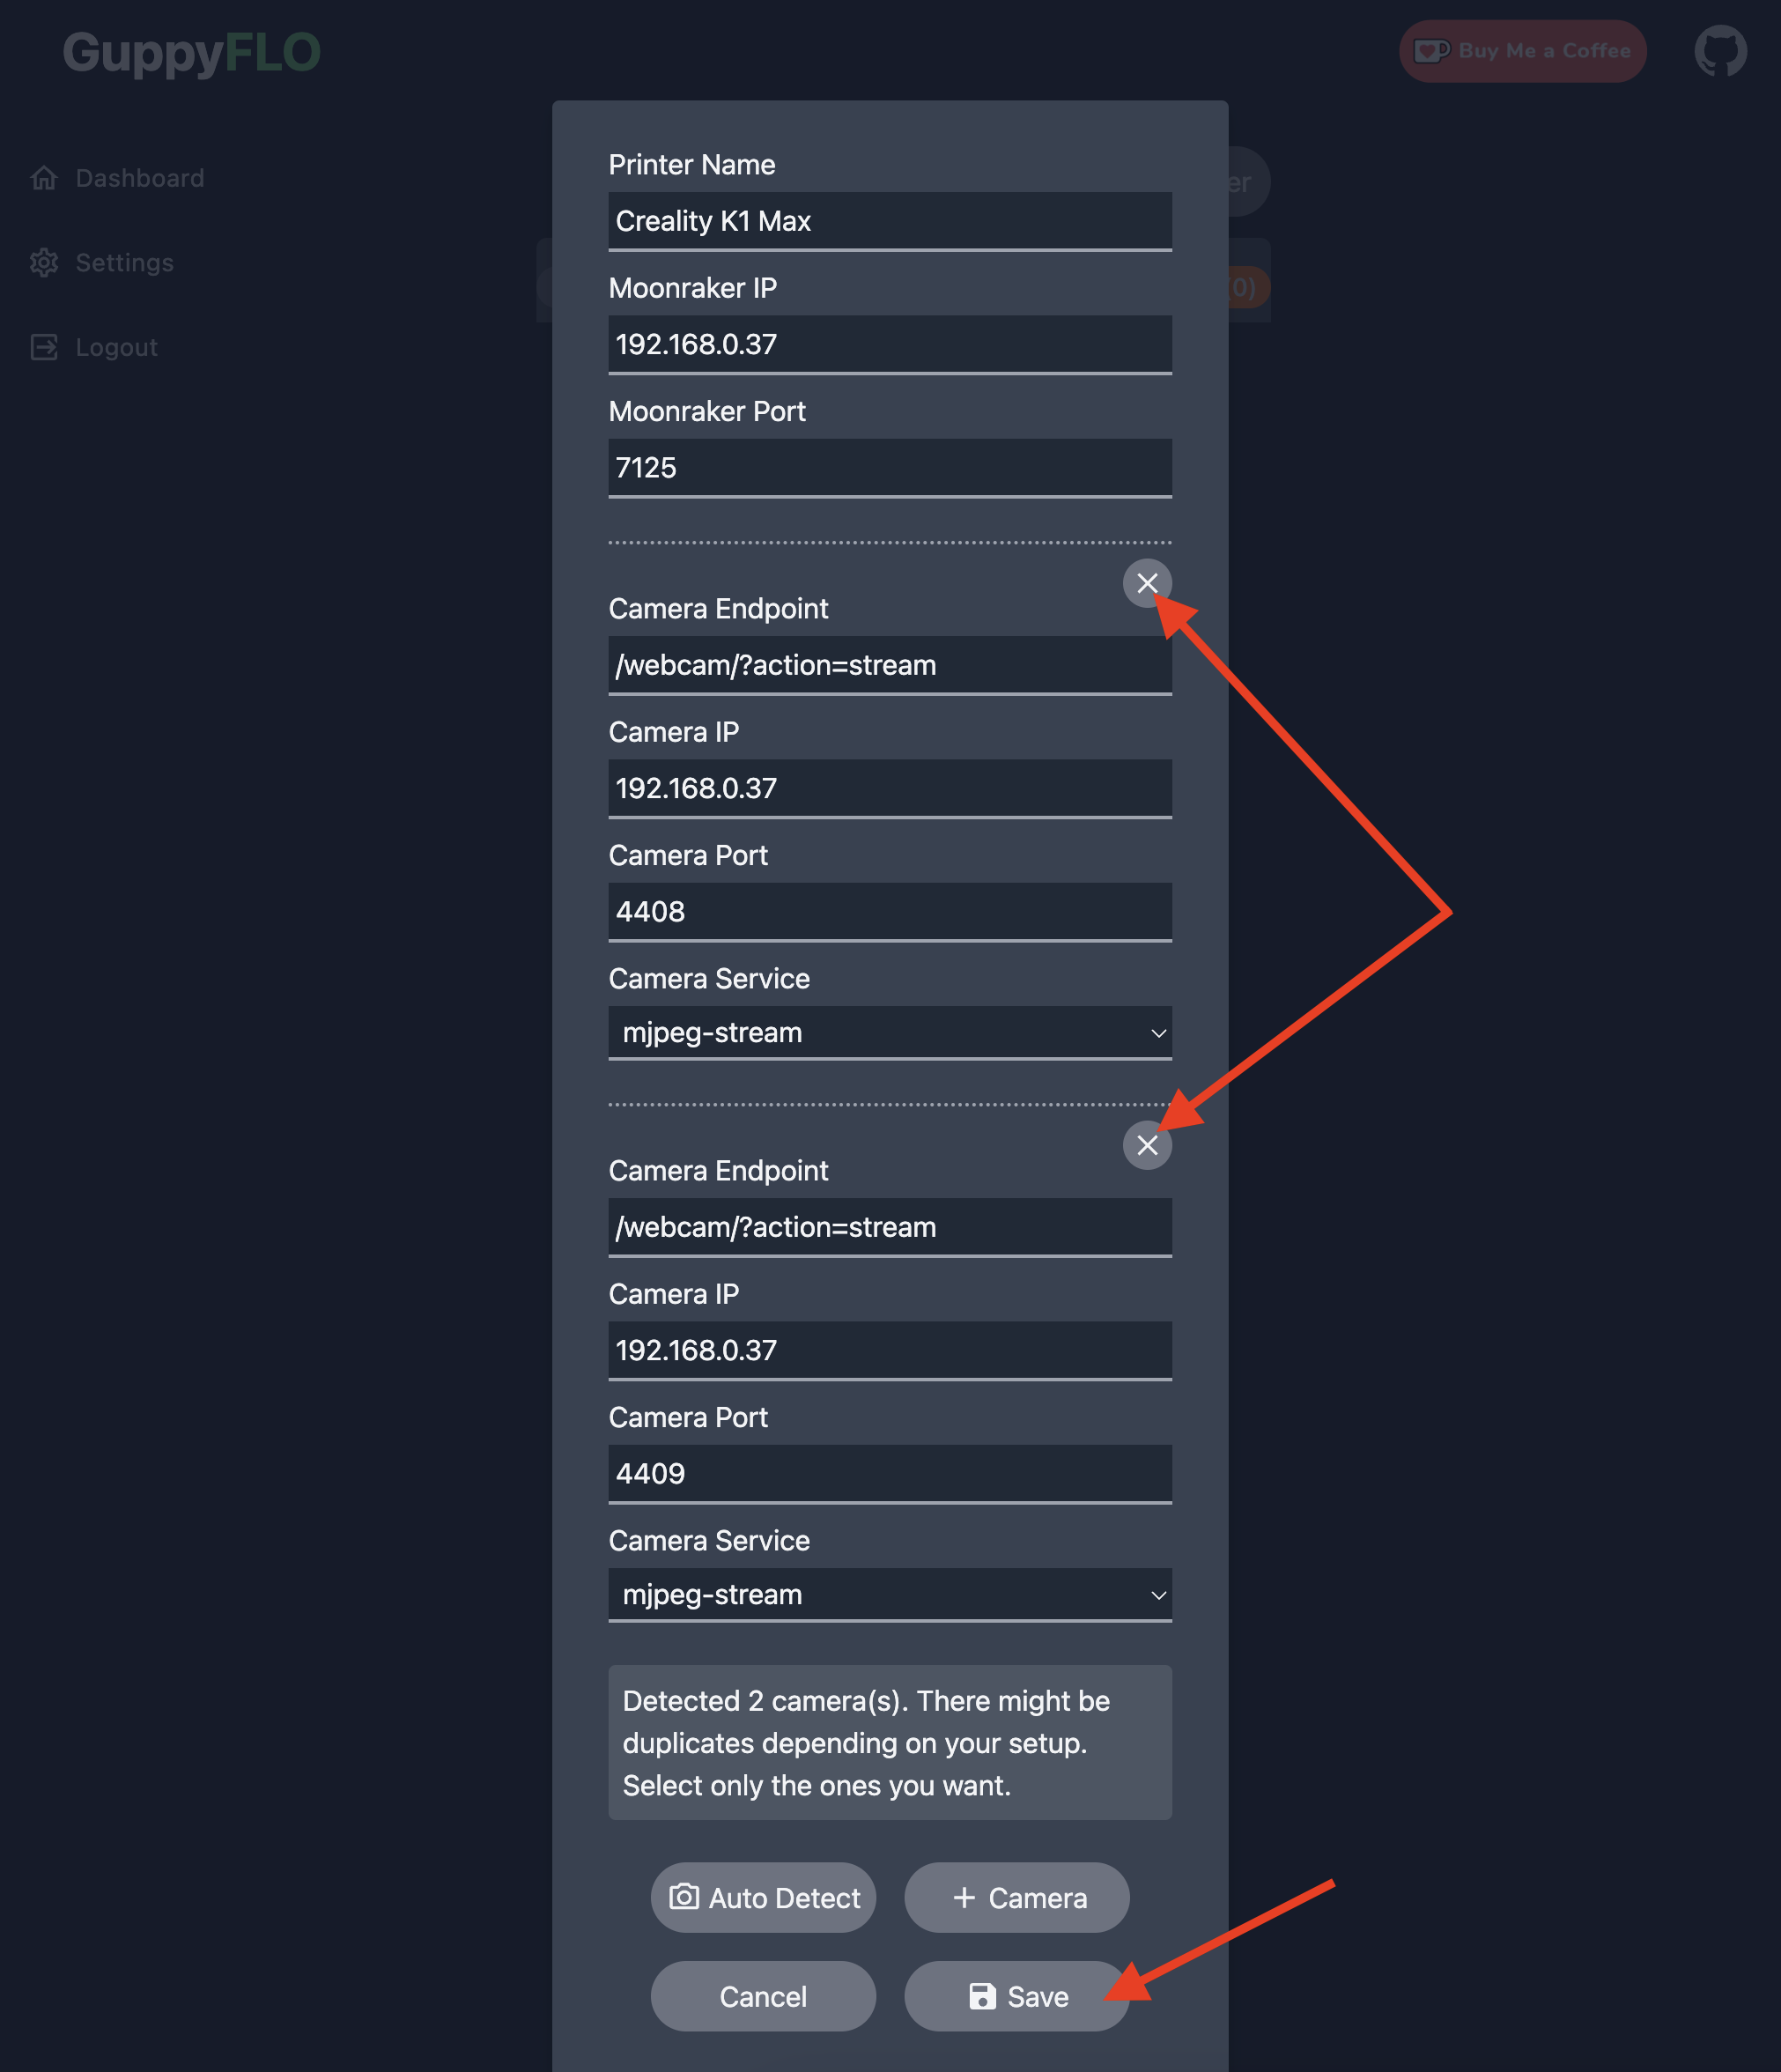 GuppyFLO
Buy Me a Coffee
Dashboard
Settings
Logout
er
(0)
Printer Name
Creality K1 Max
Moonraker IP
192.168.0.37
Moonraker Port
7125
Camera Endpoint
/webcam/?action=stream
Camera IP
192.168.0.37
Camera Port
4408
Camera Service
mjpeg-stream
Camera Endpoint
/webcam/?action=stream
Camera IP
192.168.0.37
Camera Port
4409
Camera Service
mjpeg-stream
Detected 2 camera(s). There might be
duplicates depending on your setup.
Select only the ones you want.
Auto Detect
+ Camera
Cancel
Save